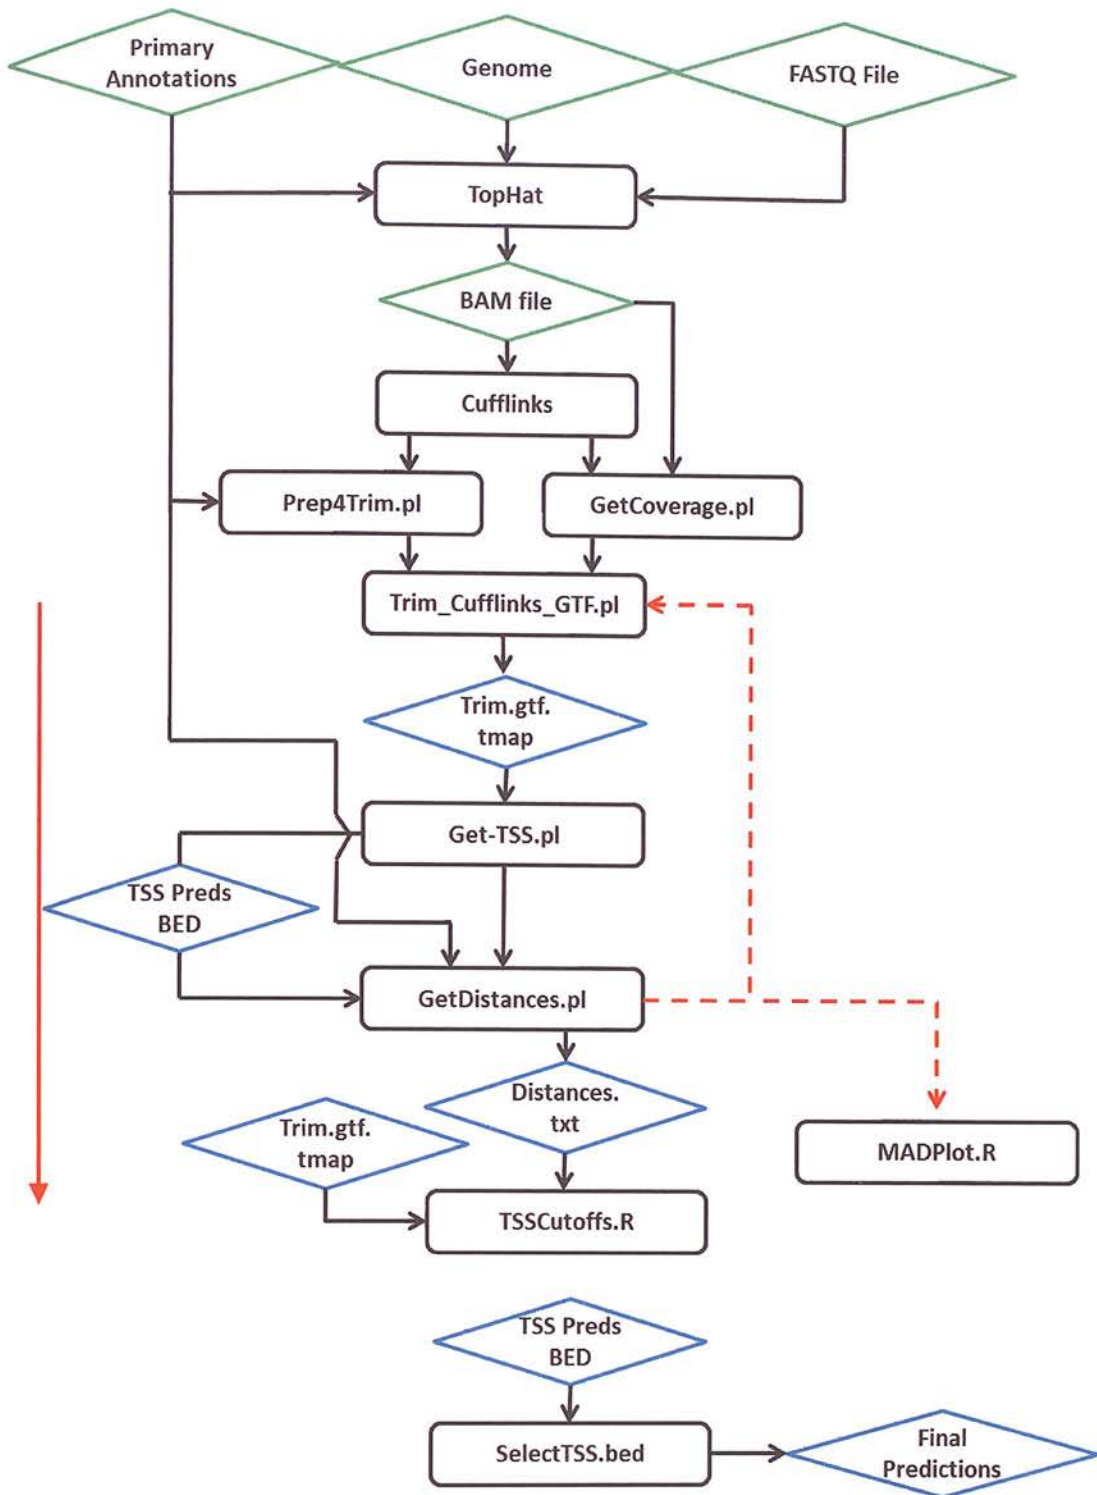 Primary
Annotations
Genome
FASTQ File
TopHat
BAM file
Cufflinks
Prep4Trim.pl
GetCoverage.pl
Trim_Cufflinks_GTF.pl
Trim.gtf.
tmap
Get-TSS.pl
TSS Preds
BED
GetDistances.pl
Distances.
txt
Trim.gtf.
tmap
MADPlot.R
TSSCutoffs.R
TSS Preds
BED
SelectTSS.bed
Final
Predictions